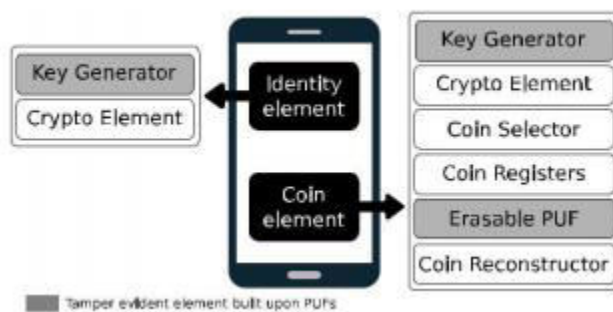 Key Generator
Crypto Element
Identity
element
Coin
element
Key Generator
Crypto Element
Coin Selector
Coin Registers
Erasable PUF
Coin Reconstructor
Tamper evident element built upon PUFs